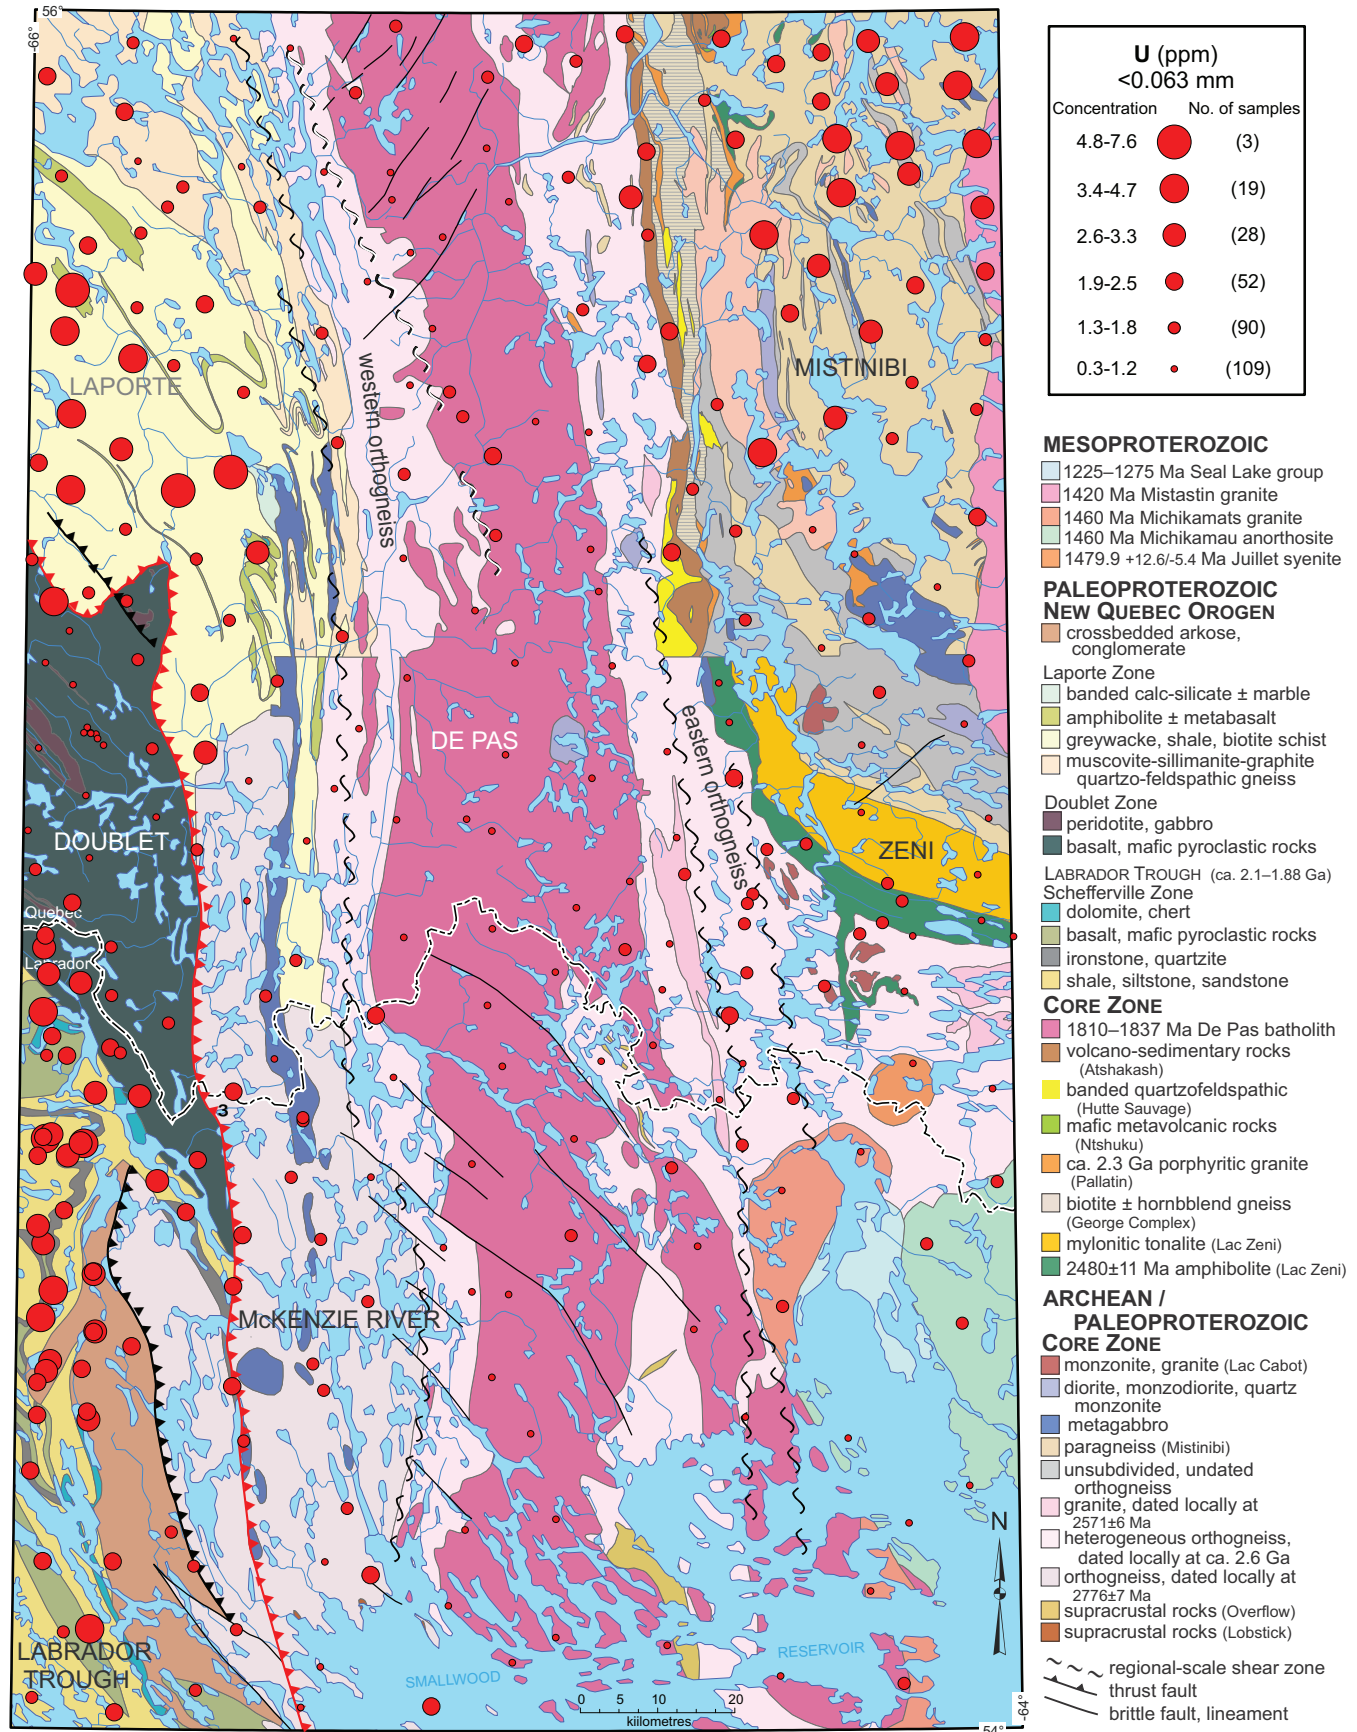 56°
-66°
U (ppm)
<0.063 mm
Concentration No. of samples
4.8-7.6 (3)
3.4-4.7 (19)
2.6-3.3 (28)
1.9-2.5 (52)
1.3-1.8 (90)
0.3-1.2 (109)
LAPORTE
western orthogneiss
MISTINIBI
DE PAS
eastern orthogneiss
DOUBLET
ZENI
Quebec
Labrador
3
McKENZIE RIVER
LABRADOR
TROUGH
SMALLWOOD
RESERVOIR
0 5 10 20
kiilometres
N
-64°
54°
MESOPROTEROZOIC
1225–1275 Ma Seal Lake group
1420 Ma Mistastin granite
1460 Ma Michikamats granite
1460 Ma Michikamau anorthosite
1479.9 +12.6/-5.4 Ma Juillet syenite
PALEOPROTEROZOIC
NEW QUEBEC OROGEN
crossbedded arkose,
conglomerate
Laporte Zone
banded calc-silicate ± marble
amphibolite ± metabasalt
greywacke, shale, biotite schist
muscovite-sillimanite-graphite
quartzo-feldspathic gneiss
Doublet Zone
peridotite, gabbro
basalt, mafic pyroclastic rocks
LABRADOR TROUGH (ca. 2.1–1.88 Ga)
Schefferville Zone
dolomite, chert
basalt, mafic pyroclastic rocks
ironstone, quartzite
shale, siltstone, sandstone
CORE ZONE
1810–1837 Ma De Pas batholith
volcano-sedimentary rocks
(Atshakash)
banded quartzofeldspathic
(Hutte Sauvage)
mafic metavolcanic rocks
(Ntshuku)
ca. 2.3 Ga porphyritic granite
(Pallatin)
biotite ± hornbblend gneiss
(George Complex)
mylonitic tonalite (Lac Zeni)
2480±11 Ma amphibolite (Lac Zeni)
ARCHEAN /
PALEOPROTEROZOIC
CORE ZONE
monzonite, granite (Lac Cabot)
diorite, monzodiorite, quartz
monzonite
metagabbro
paragneiss (Mistinibi)
unsubdivided, undated
orthogneiss
granite, dated locally at
2571±6 Ma
heterogeneous orthogneiss,
dated locally at ca. 2.6 Ga
orthogneiss, dated locally at
2776±7 Ma
supracrustal rocks (Overflow)
supracrustal rocks (Lobstick)
regional-scale shear zone
thrust fault
brittle fault, lineament